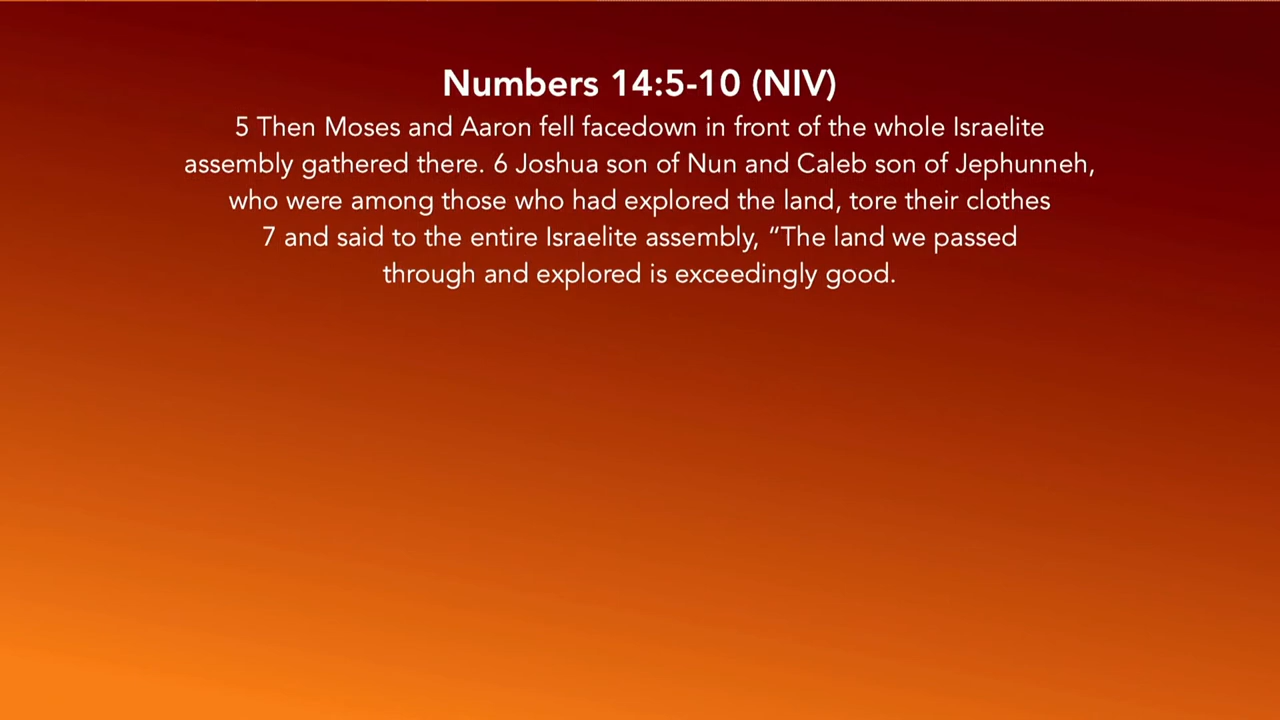 Numbers 14:5-10 (NIV)
5 Then Moses and Aaron fell facedown in front of the whole Israelite
assembly gathered there. 6 Joshua son of Nun and Caleb son of Jephunneh,
who were among those who had explored the land, tore their clothes
7 and said to the entire Israelite assembly, “The land we passed
through and explored is exceedingly good.